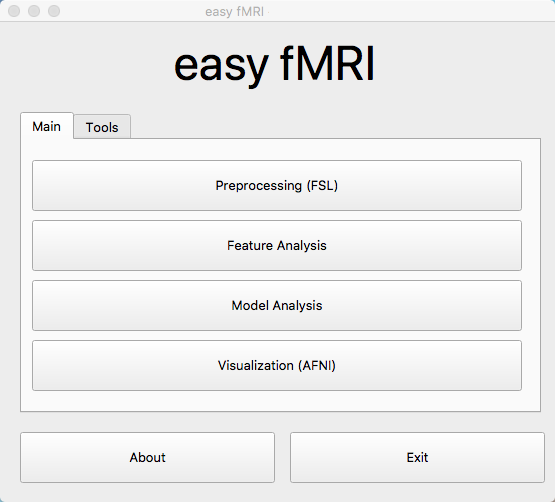 easy fMRI
easy fMRI
Main
Tools
Preprocessing (FSL)
Feature Analysis
Model Analysis
Visualization (AFNI)
About
Exit